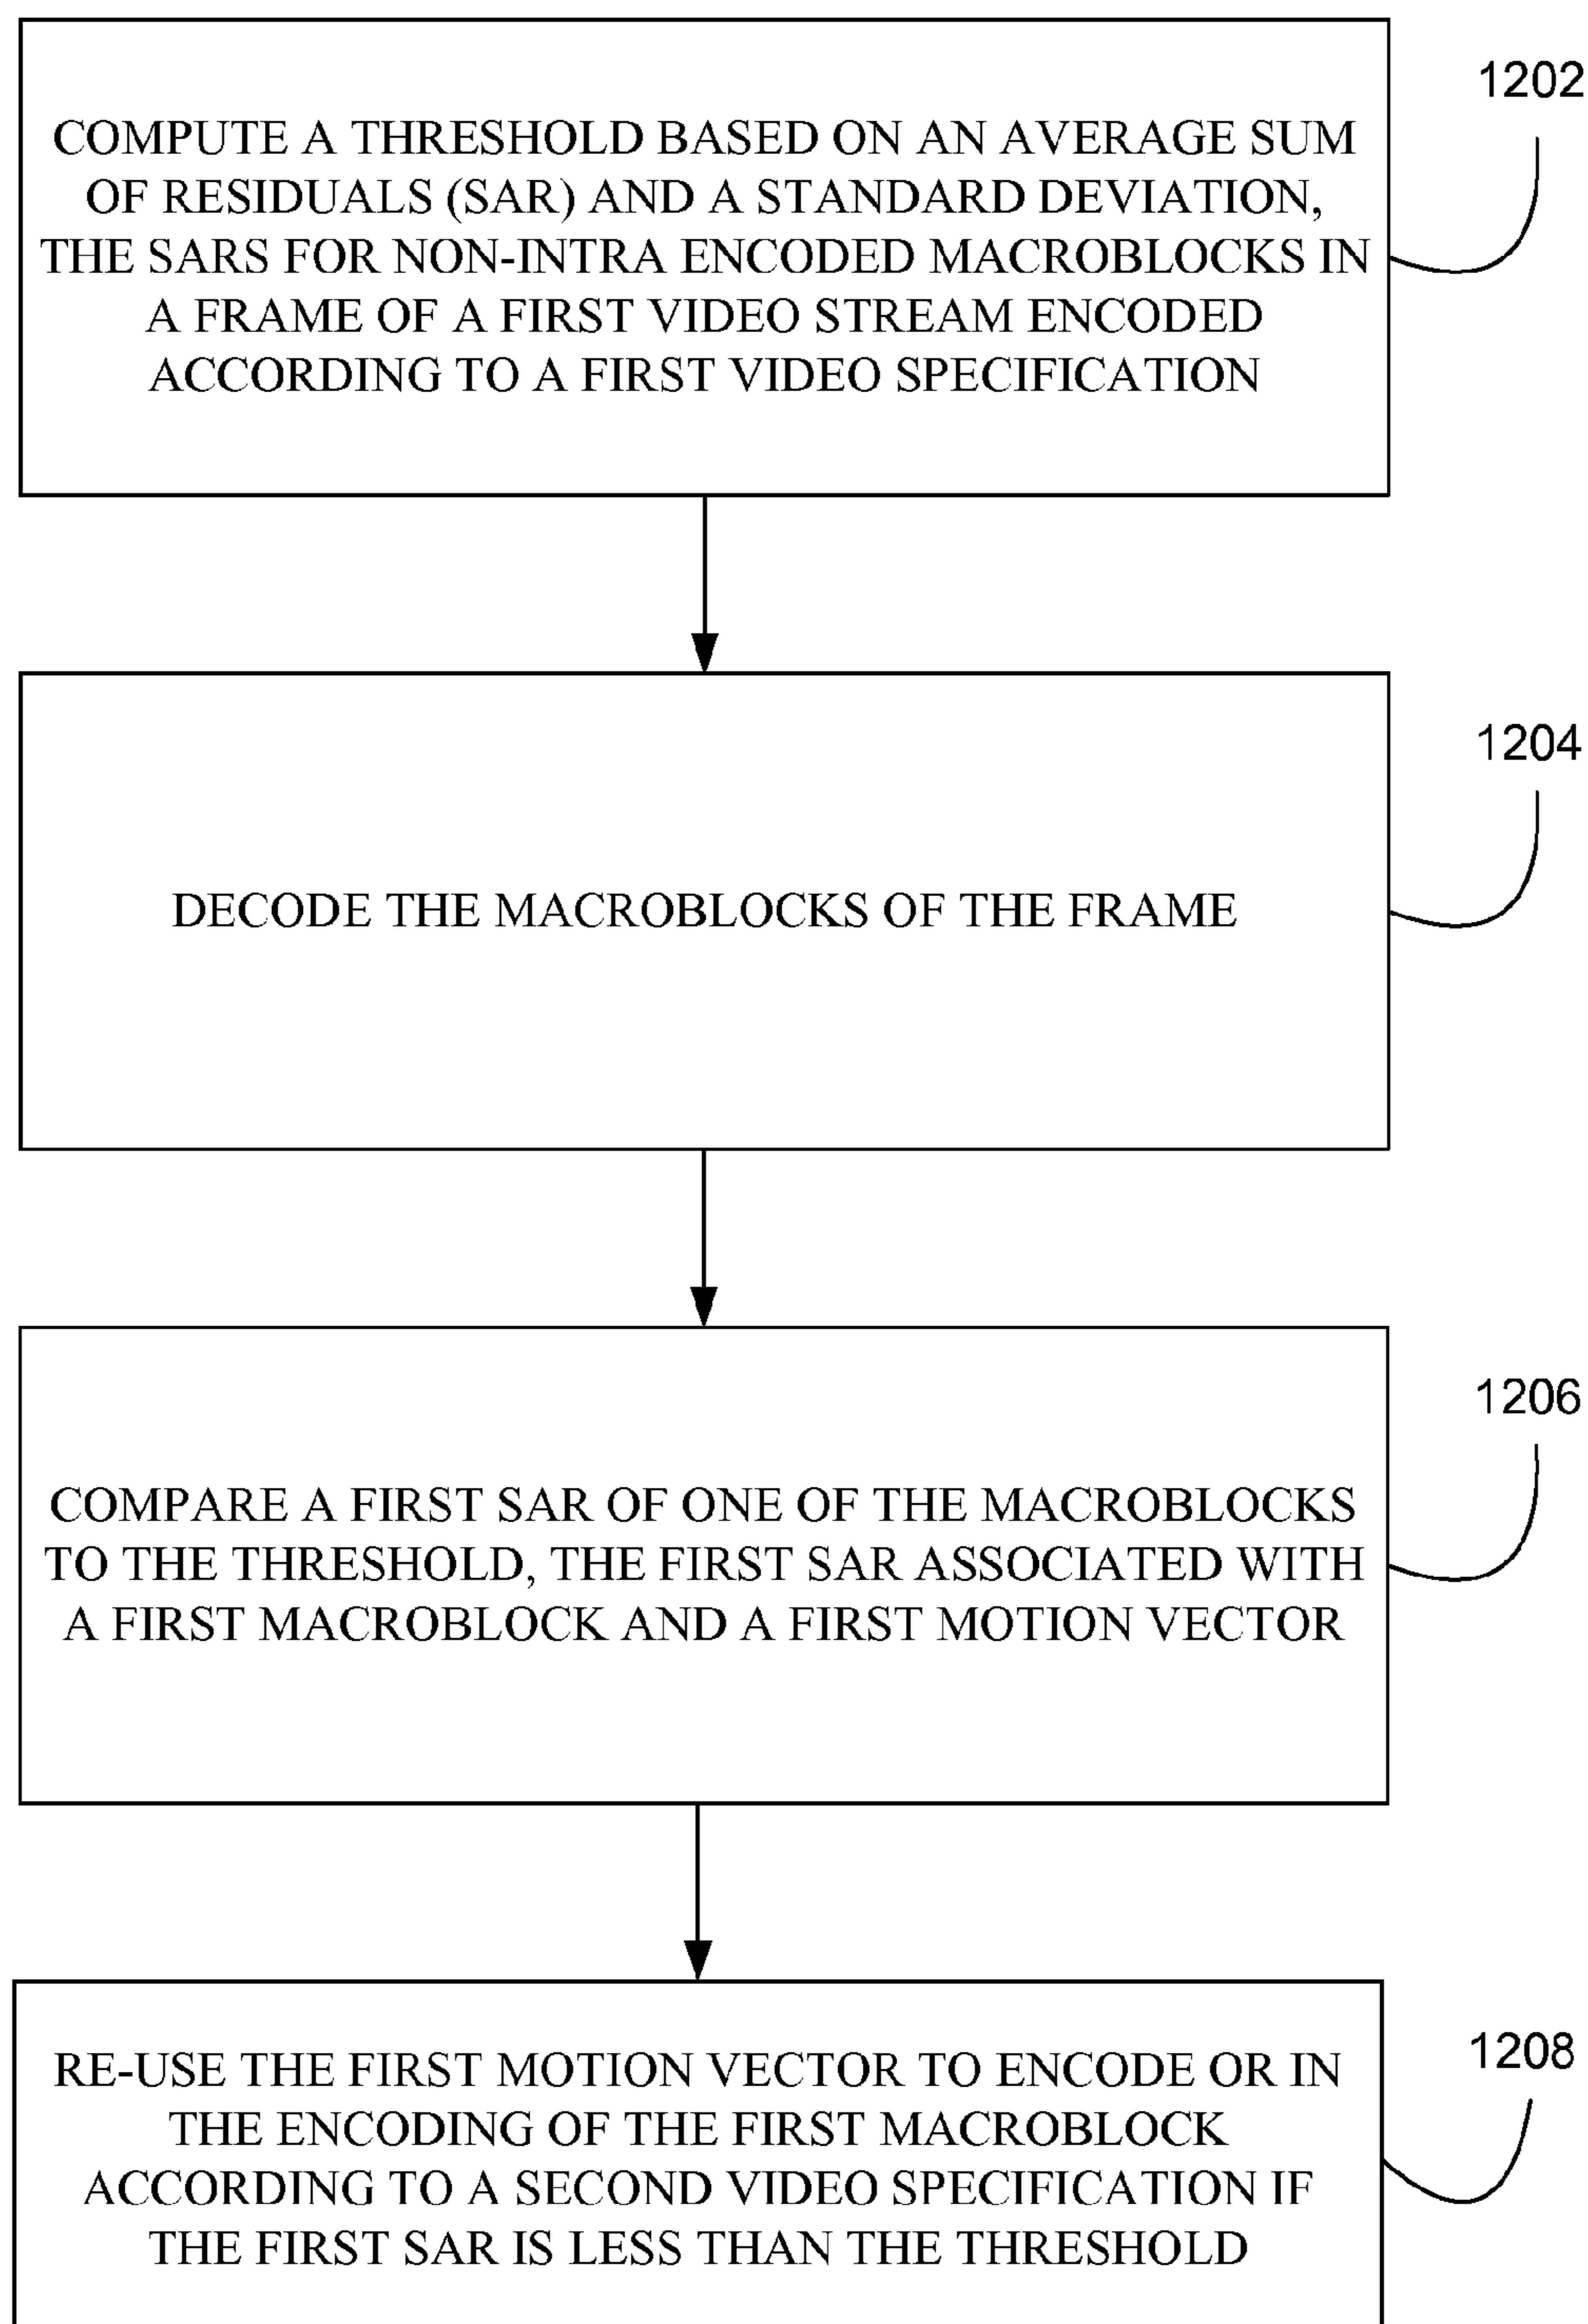 1202
COMPUTE A THRESHOLD BASED ON AN AVERAGE SUM
OF RESIDUALS (SAR) AND A STANDARD DEVIATION,
THE SARS FOR NON-INTRA ENCODED MACROBLOCKS IN
A FRAME OF A FIRST VIDEO STREAM ENCODED
ACCORDING TO A FIRST VIDEO SPECIFICATION
1204
DECODE THE MACROBLOCKS OF THE FRAME
1206
COMPARE A FIRST SAR OF ONE OF THE MACROBLOCKS
TO THE THRESHOLD, THE FIRST SAR ASSOCIATED WITH
A FIRST MACROBLOCK AND A FIRST MOTION VECTOR
1208
RE-USE THE FIRST MOTION VECTOR TO ENCODE OR IN
THE ENCODING OF THE FIRST MACROBLOCK
ACCORDING TO A SECOND VIDEO SPECIFICATION IF
THE FIRST SAR IS LESS THAN THE THRESHOLD